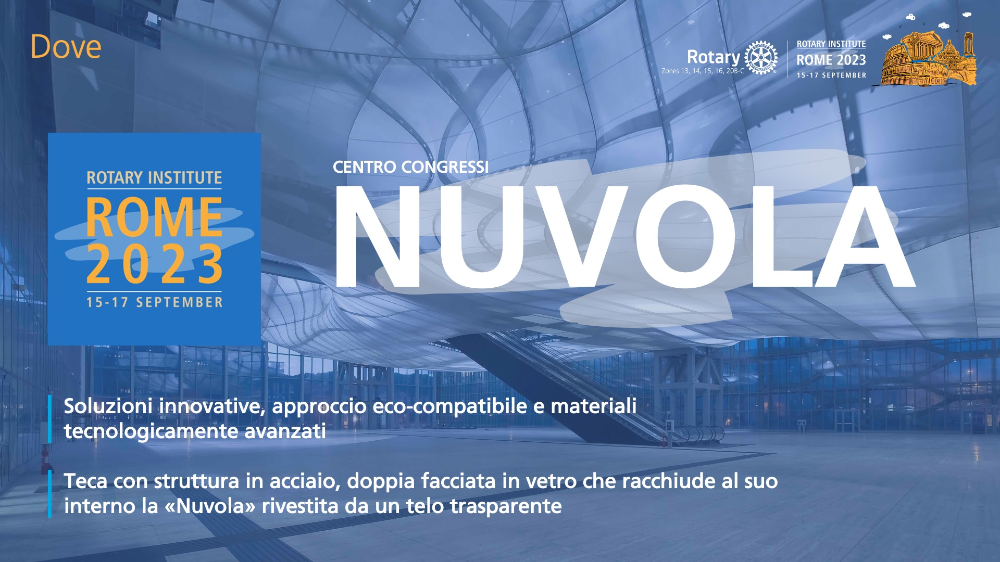 Dove
Rotary
Zones 13, 14, 15, 16, 20B-C
ROTARY INSTITUTE
ROME 2023
15-17 SEPTEMBER
ROTARY INSTITUTE
ROME
2023
15-17 SEPTEMBER
CENTRO CONGRESSI
NUVOLA
Soluzioni innovative, approccio eco-compatibile e materiali
tecnologicamente avanzati
Teca con struttura in acciaio, doppia facciata in vetro che racchiude al suo
interno la «Nuvola» rivestita da un telo trasparente